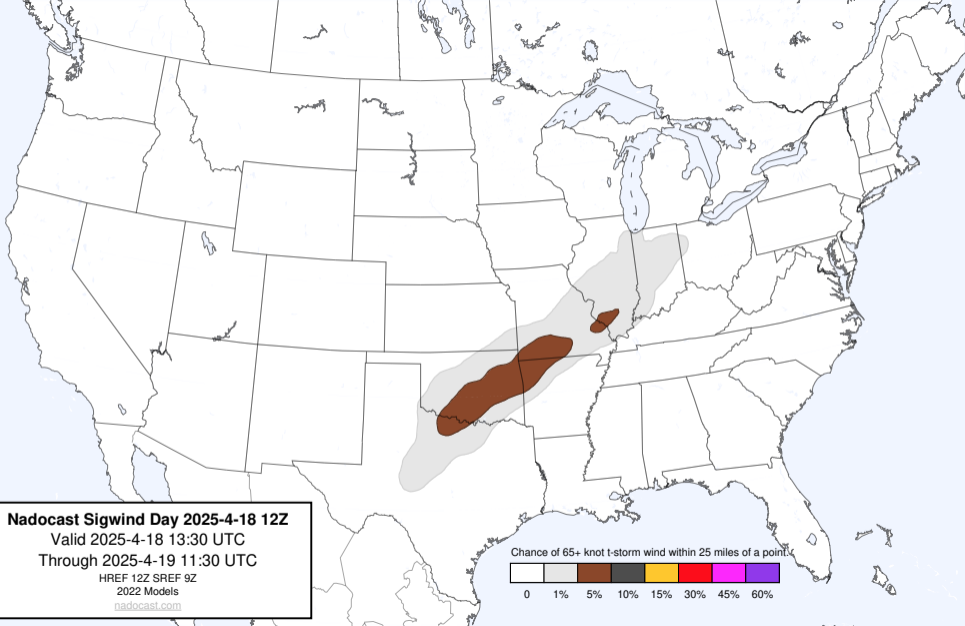 Nadocast Sigwind Day 2025-4-18 12Z
Valid 2025-4-18 13:30 UTC
Through 2025-4-19 11:30 UTC
HREF 12Z SREF 9Z
2022 Models
nadocast.com
Chance of 65+ knot t-storm wind within 25 miles of a point.
0 1% 5% 10% 15% 30% 45% 60%